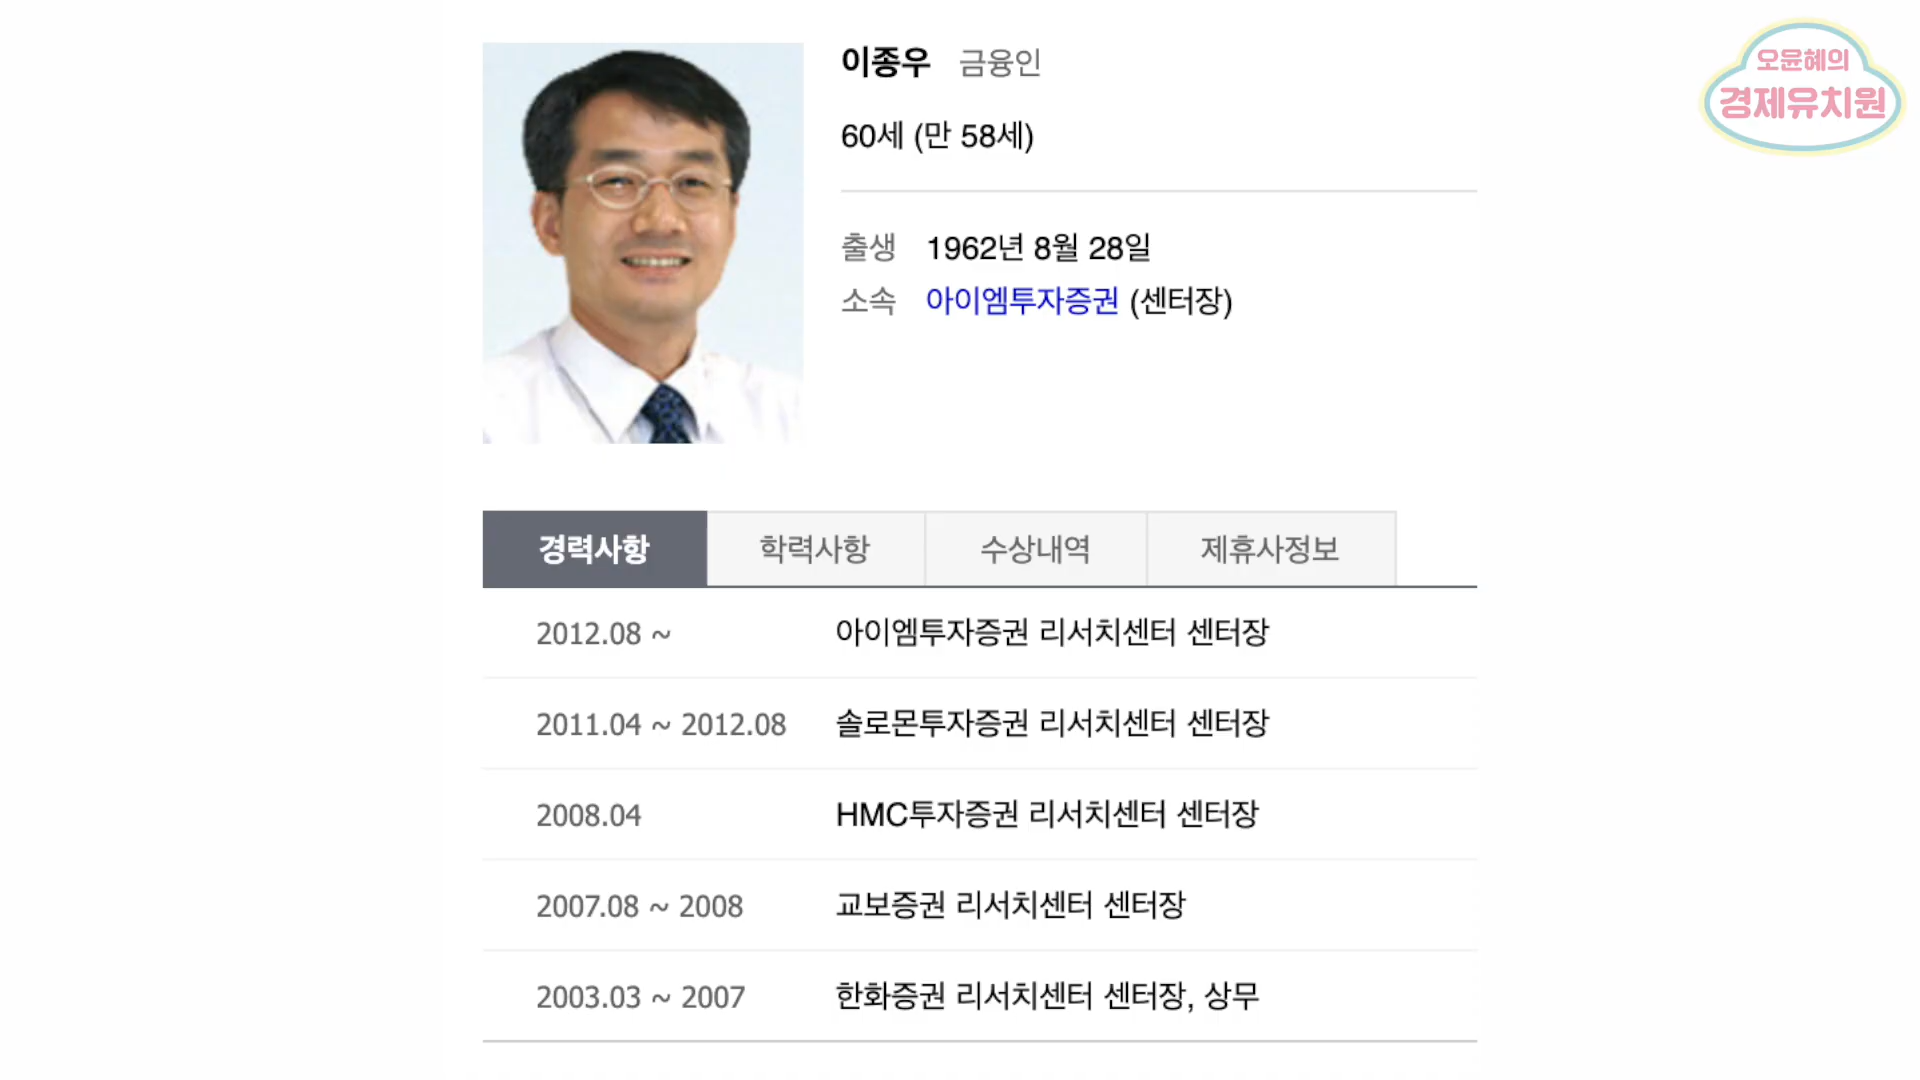 이종우 금융인
60세 (만 58세)
출생 1962년 8월 28일
소속 아이엠투자증권 (센터장)
오윤혜의
경제유치원
경력사항 학력사항 수상내역 제휴사정보
2012.08 ~ 아이엠투자증권 리서치센터 센터장
2011.04 ~ 2012.08 솔로몬투자증권 리서치센터 센터장
2008.04 HMC투자증권 리서치센터 센터장
2007.08 ~ 2008 교보증권 리서치센터 센터장
2003.03 ~ 2007 한화증권 리서치센터 센터장, 상무